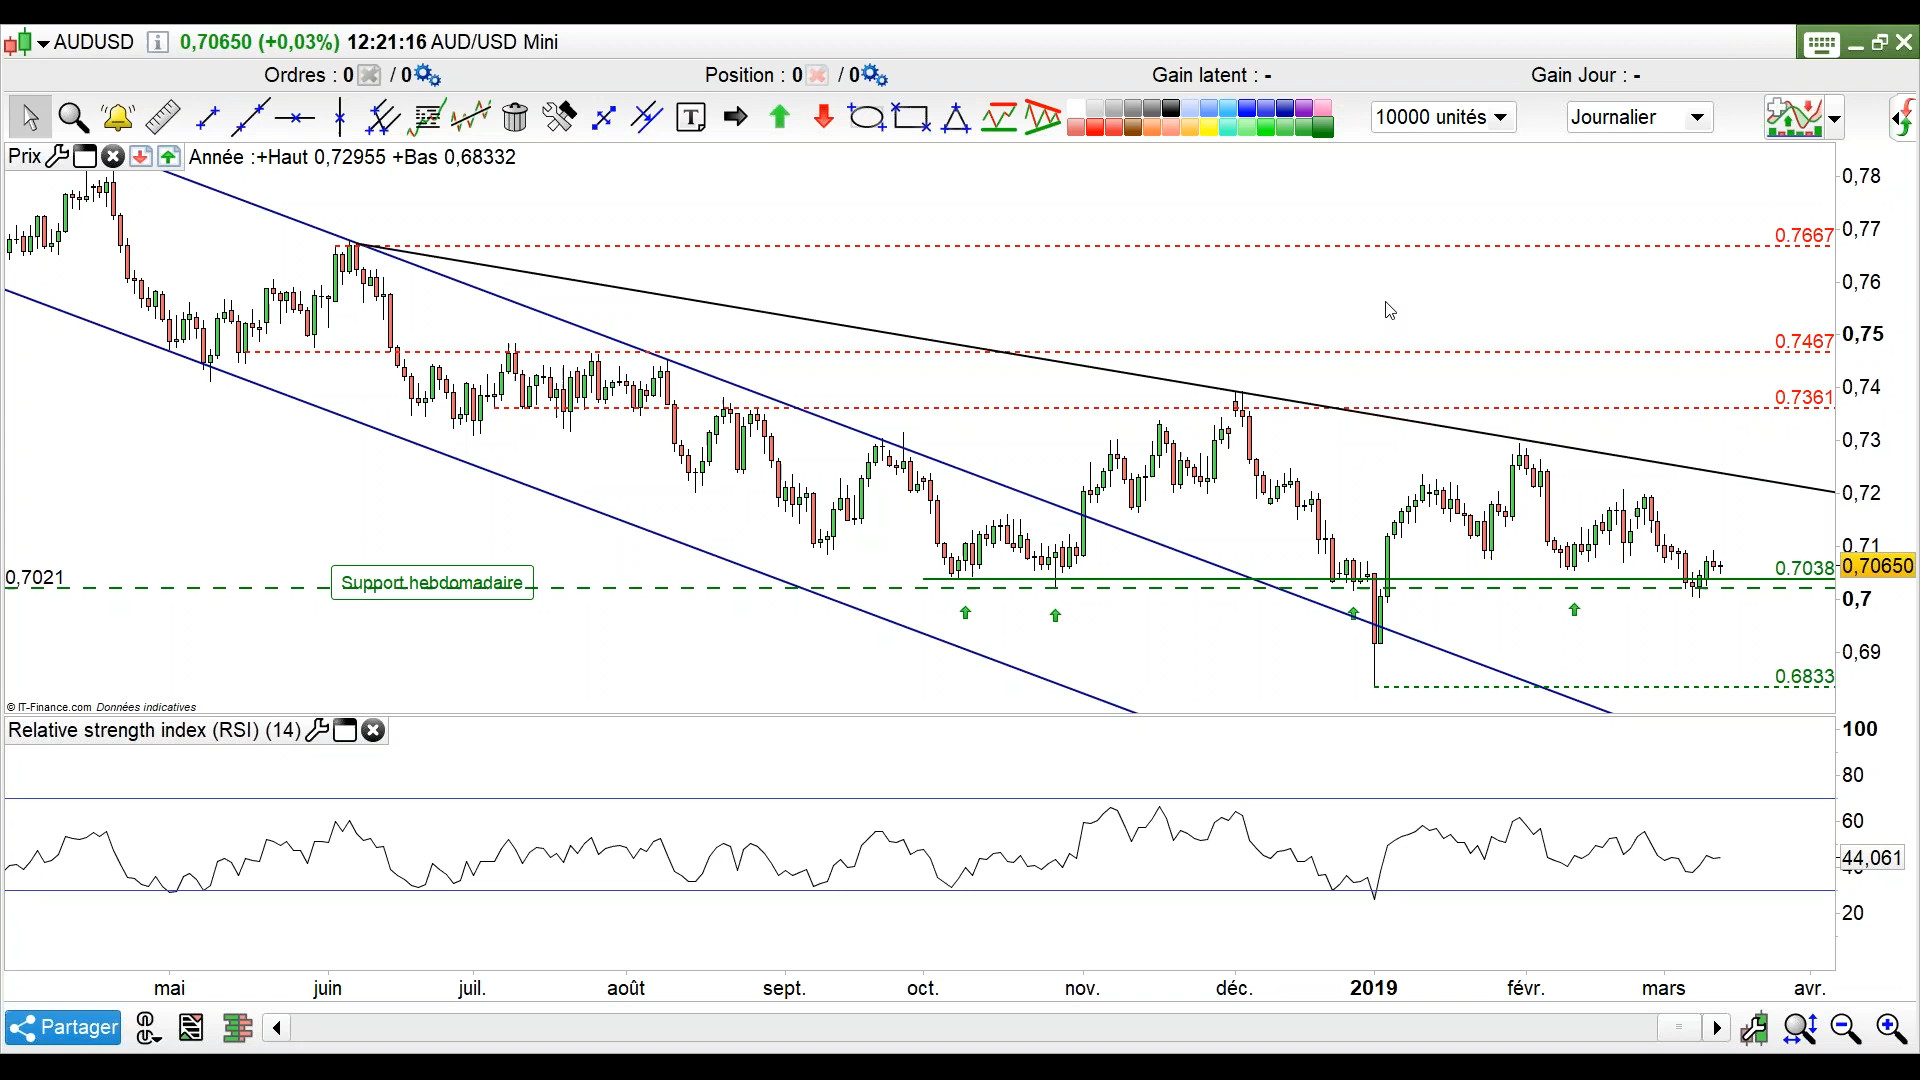 AUDUSD 0,70650 (+0,03%) 12:21:16 AUD/USD Mini
Ordres : 0 / 0 Position : 0 / 0 Gain latent : - Gain Jour : -
T 10000 unités Journalier
Prix Année :+Haut 0,72955 +Bas 0,68332
0,78
0,77
0.7667
0,76
0,75
0.7467
0,74
0.7361
0,73
0,72
0,71
0,70650
0.7038
0,7021
Support hebdomadaire
0,7
0,69
0.6833
© IT-Finance.com Données indicatives
Relative strength index (RSI) (14)
100
80
60
44,061
40
20
mai juin juil. août sept. oct. nov. déc. 2019 févr. mars avr.
Partager